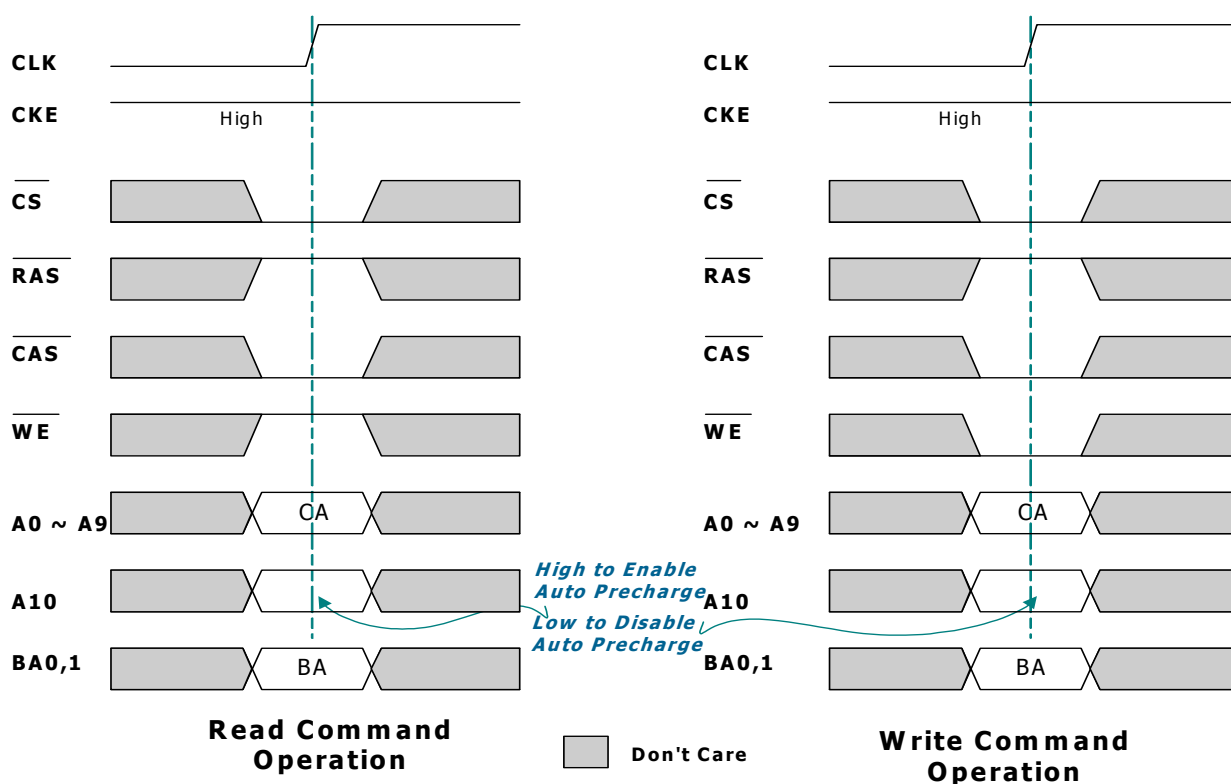 CLK
CKE
High
CS
RAS
CAS
WE
A0 ~ A9
CA
A10
BA0,1
BA
Read Command
Operation
High to Enable
Auto Precharge
Low to Disable
Auto Precharge
Don't Care
CLK
CKE
High
CS
RAS
CAS
WE
A0 ~ A9
CA
A10
BA0,1
BA
Write Command
Operation